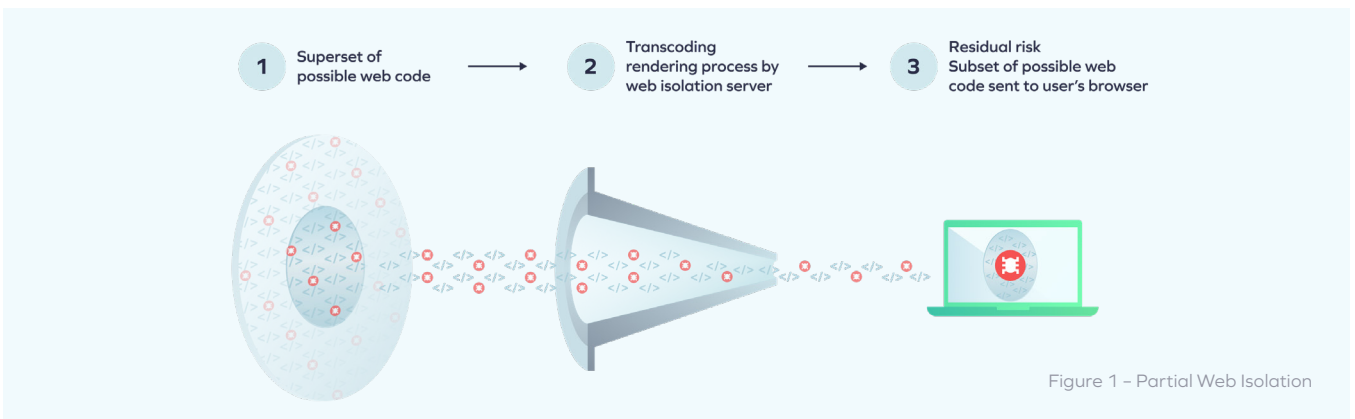 1
Superset of
possible web code
2
Transcoding
rendering process by
web isolation server
3
Residual risk
Subset of possible web
code sent to user's browser
Figure 1 – Partial Web Isolation